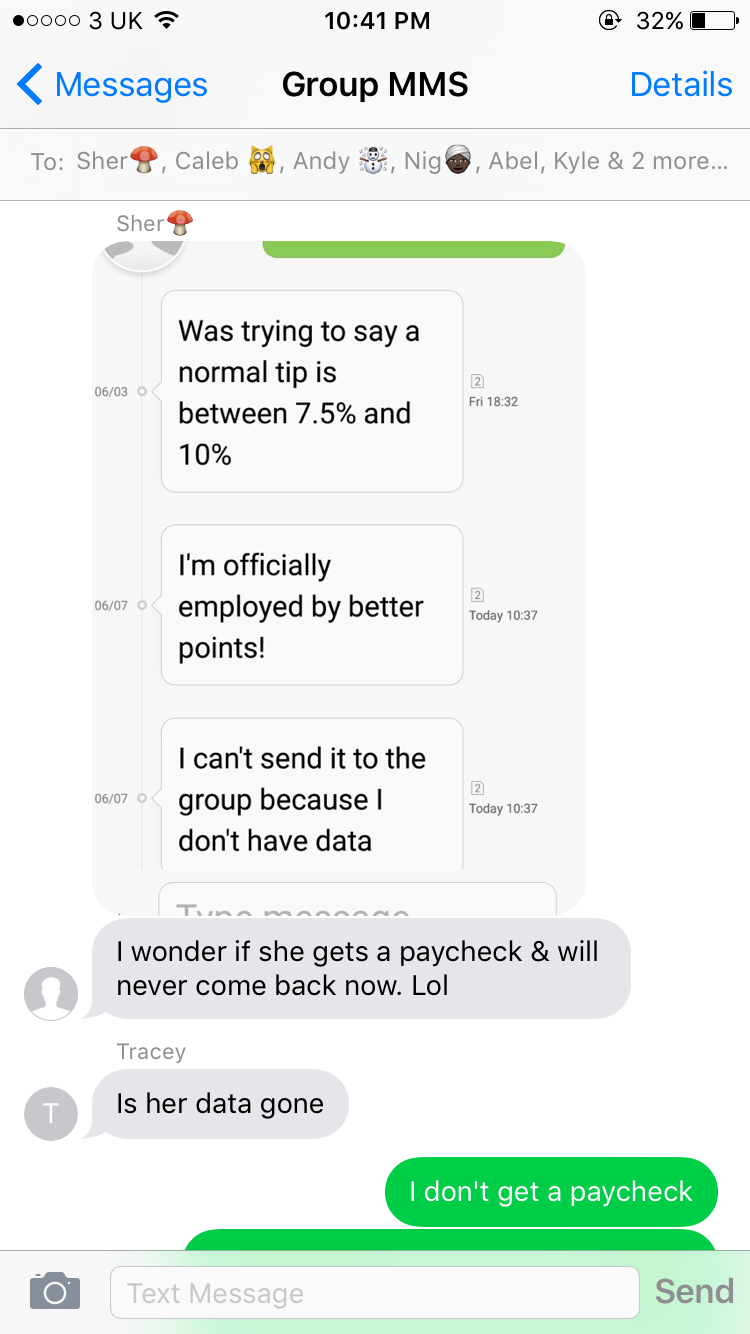 3 UK 10:41 PM 32%
Messages Group MMS Details
To: Sher🍄, Caleb 🙀, Andy ☃️, Nig👳🏿, Abel, Kyle & 2 more...
Sher🍄
Was trying to say a
normal tip is
between 7.5% and
10%
06/03
2
Fri 18:32
I'm officially
employed by better
points!
06/07
2
Today 10:37
I can't send it to the
group because I
don't have data
06/07
2
Today 10:37
Type message
I wonder if she gets a paycheck & will
never come back now. Lol
Tracey
T
Is her data gone
I don't get a paycheck
Text Message
Send